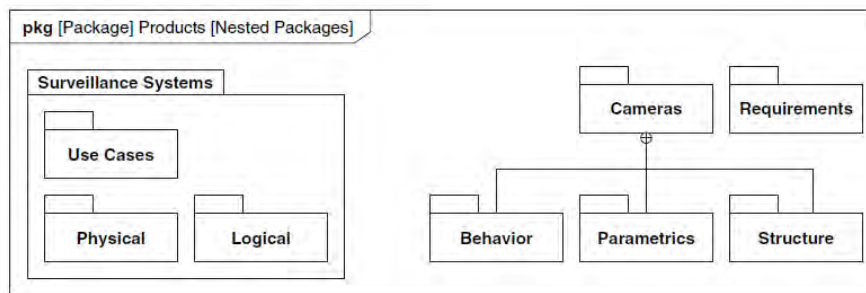 pkg [Package] Products [Nested Packages]
Surveillance Systems
Cameras
Requirements
Use Cases
Physical
Logical
Behavior
Parametrics
Structure